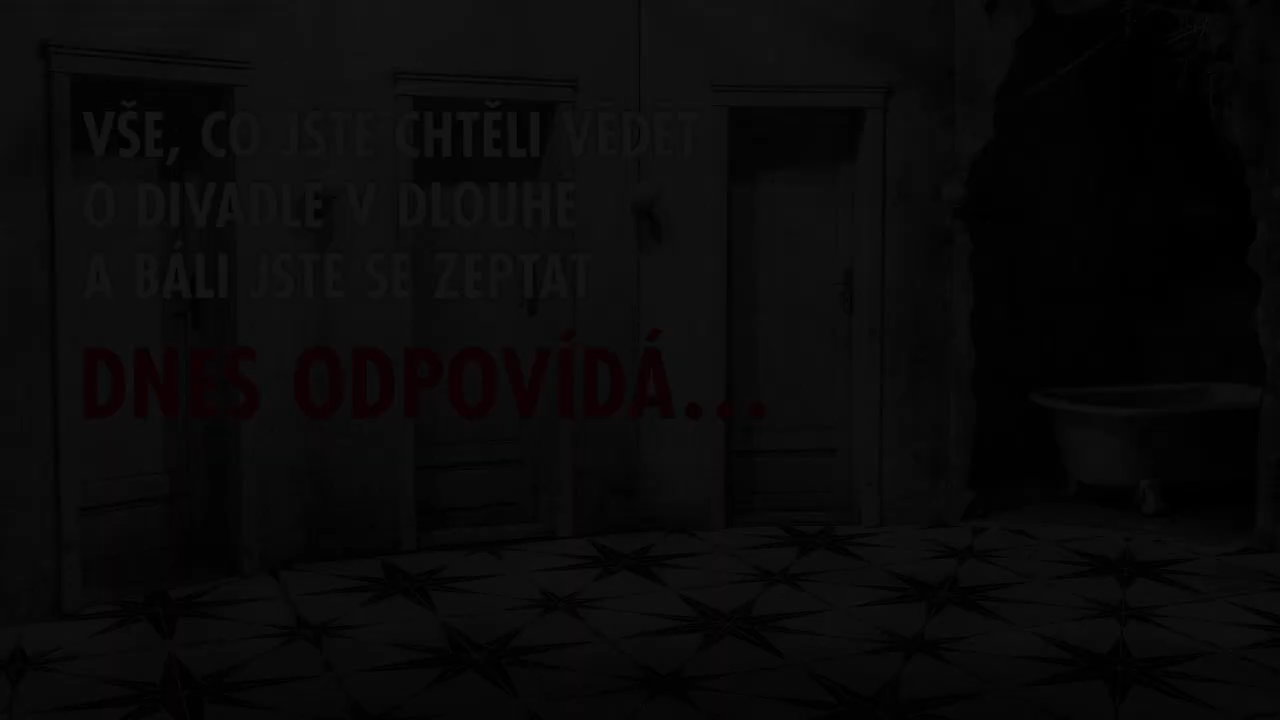 VŠE, CO JSTE CHTĚLI VĚDĚT
O DIVADLE V DLOUHÉ
A BÁLI JSTE SE ZEPTAT
DNES ODPOVÍDÁ...